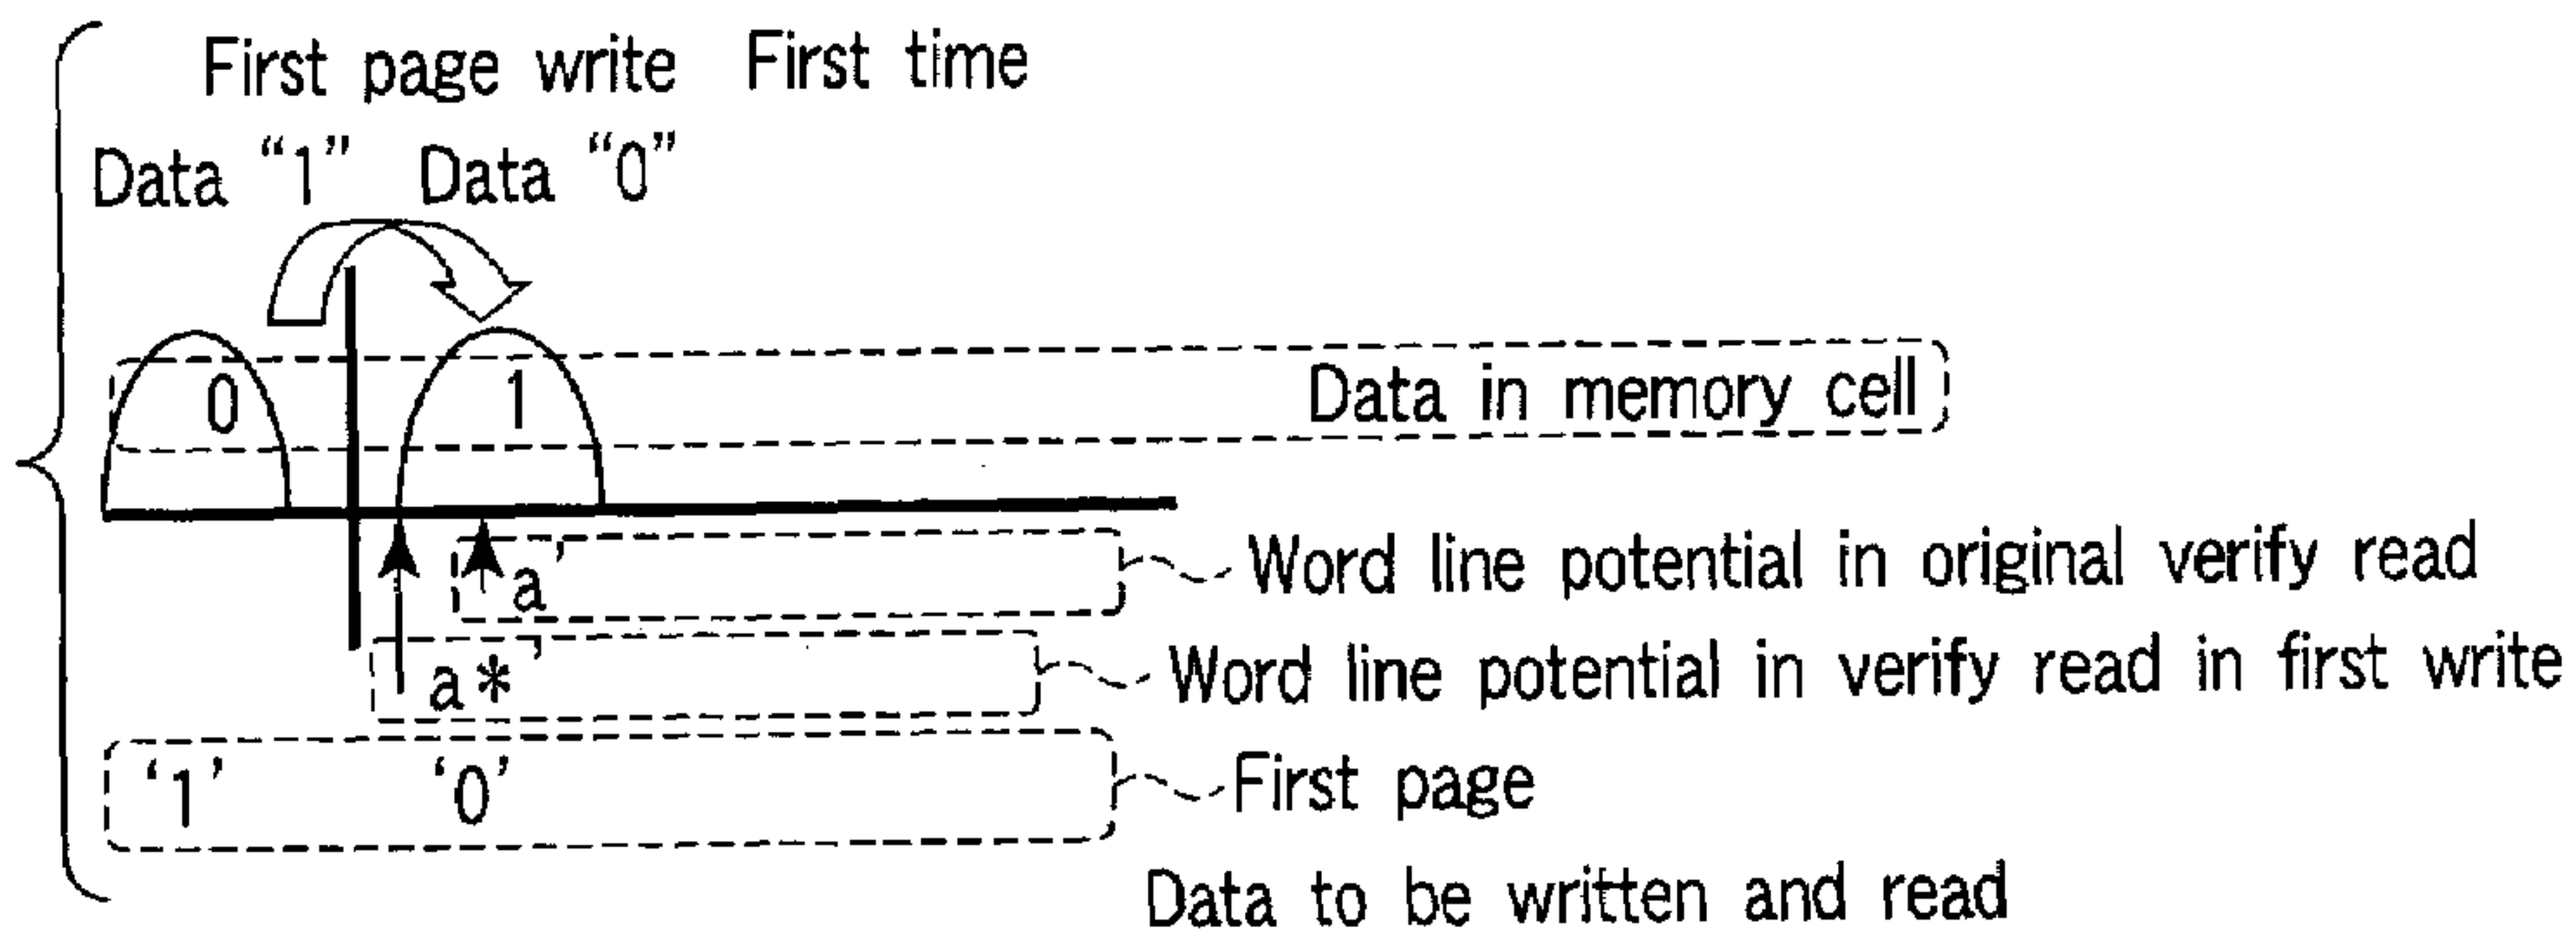 First page write First time
Data “1” Data “0”
0 1 Data in memory cell
a' Word line potential in original verify read
a*' Word line potential in verify read in first write
‘1’ ‘0’ First page
Data to be written and read